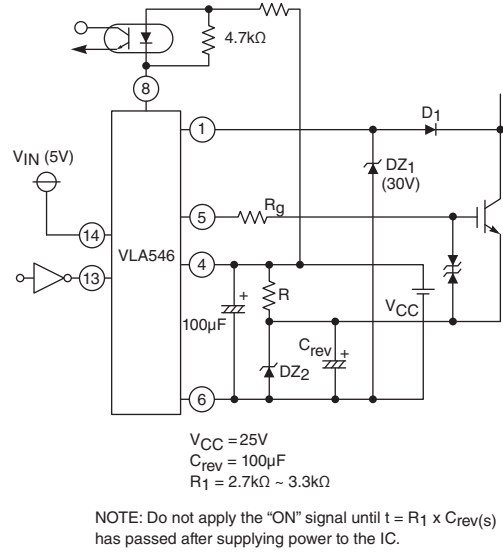 4.7kΩ
8
1
D1
VIN (5V)
DZ1
(30V)
5
Rg
14
VLA546
4
13
R
VCC
100µF
+
Crev
+
DZ2
6
VCC = 25V
Crev = 100µF
R1 = 2.7kΩ ~ 3.3kΩ
NOTE: Do not apply the “ON” signal until t = R1 x Crev(s)
has passed after supplying power to the IC.